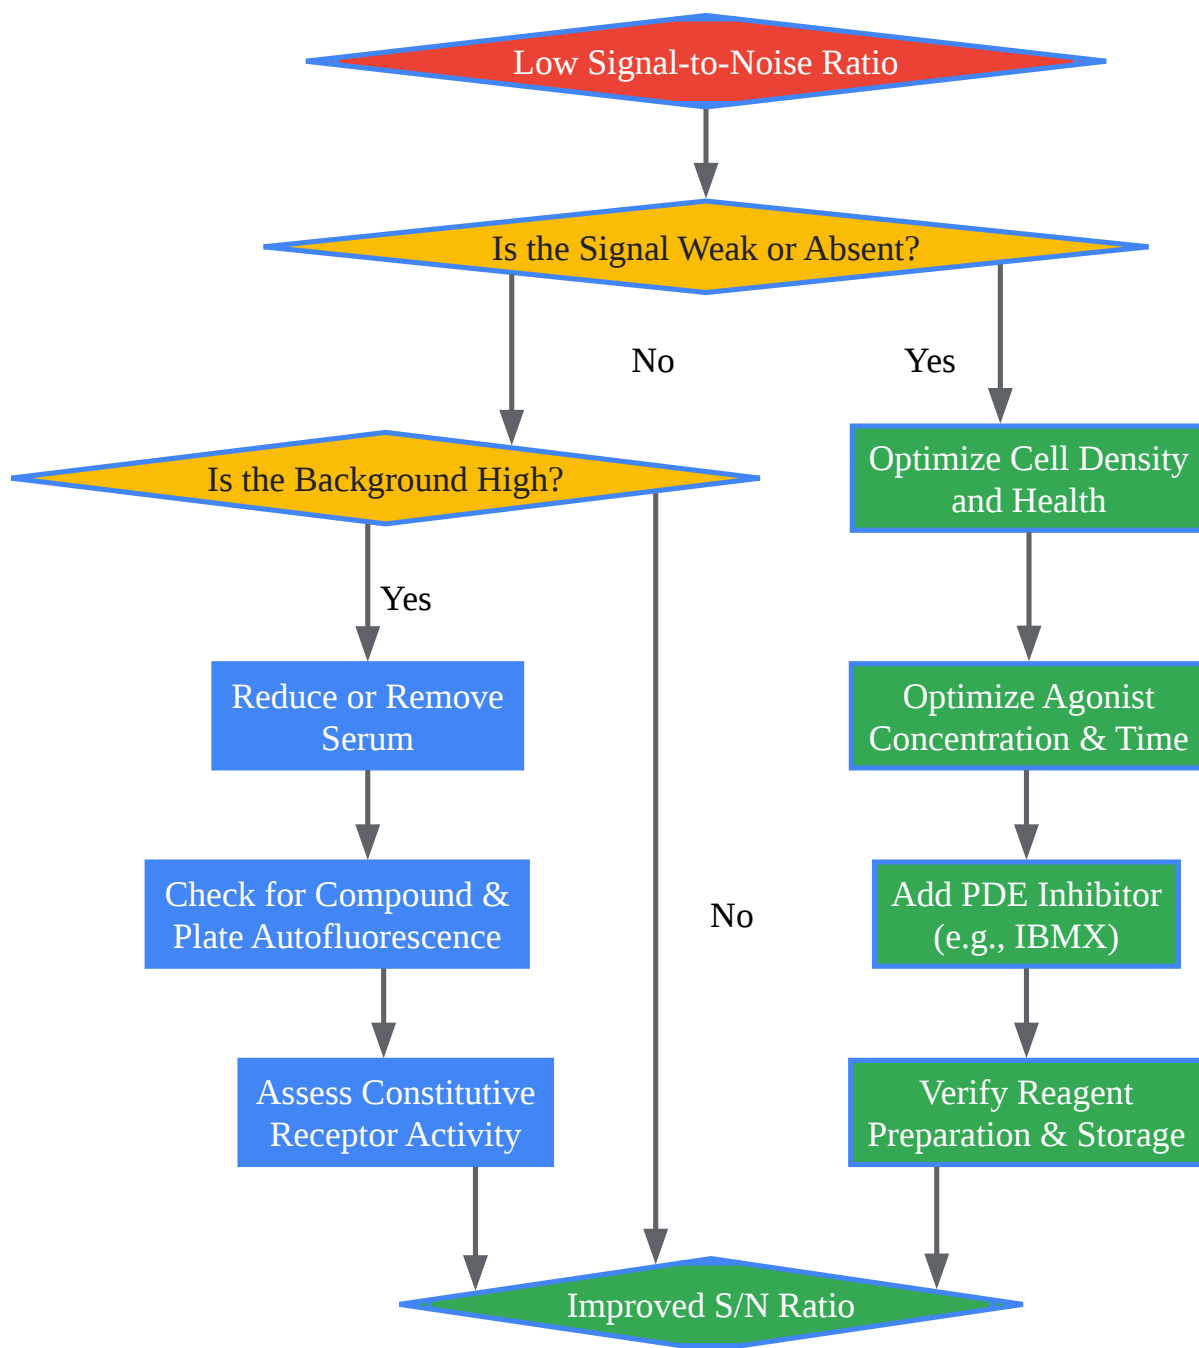 Low Signal-to-Noise Ratio
Is the Signal Weak or Absent?
No
Yes
Is the Background High?
Optimize Cell Density
and Health
Yes
Reduce or Remove
Serum
Optimize Agonist
Concentration & Time
Check for Compound &
Plate Autofluorescence
No
Add PDE Inhibitor
(e.g., IBMX)
Assess Constitutive
Receptor Activity
Verify Reagent
Preparation & Storage
Improved S/N Ratio